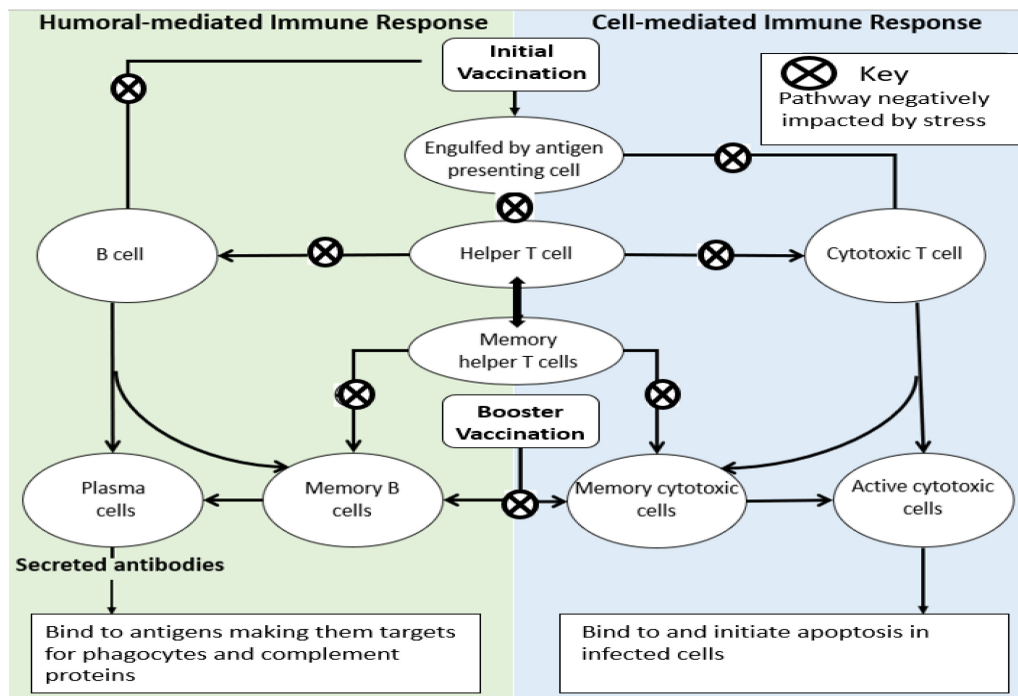 Humoral-mediated Immune Response
Cell-mediated Immune Response
Initial
Vaccination
Key
Pathway negatively
impacted by stress
Engulfed by antigen
presenting cell
B cell
Helper T cell
Cytotoxic T cell
Memory
helper T cells
Booster
Vaccination
Plasma
cells
Memory B
cells
Memory cytotoxic
cells
Active cytotoxic
cells
Secreted antibodies
Bind to antigens making them targets
for phagocytes and complement
proteins
Bind to and initiate apoptosis in
infected cells